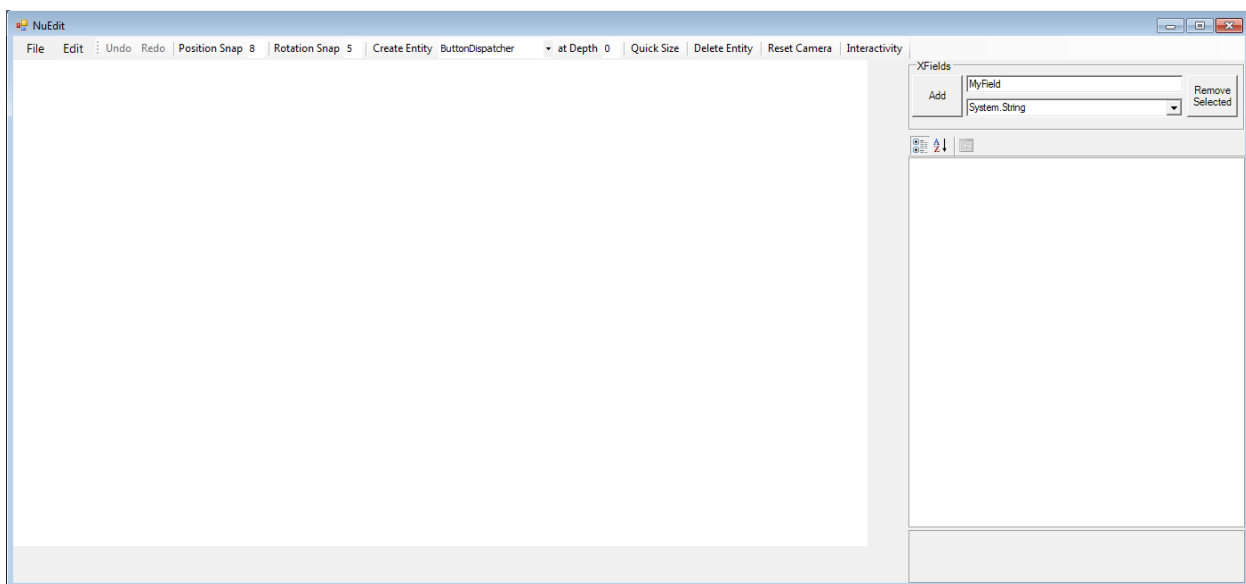 NuEdit
File Edit Undo Redo Position Snap 8 Rotation Snap 5 Create Entity ButtonDispatcher at Depth 0 Quick Size Delete Entity Reset Camera Interactivity
XFields
Add
MyField
System.String
Remove
Selected